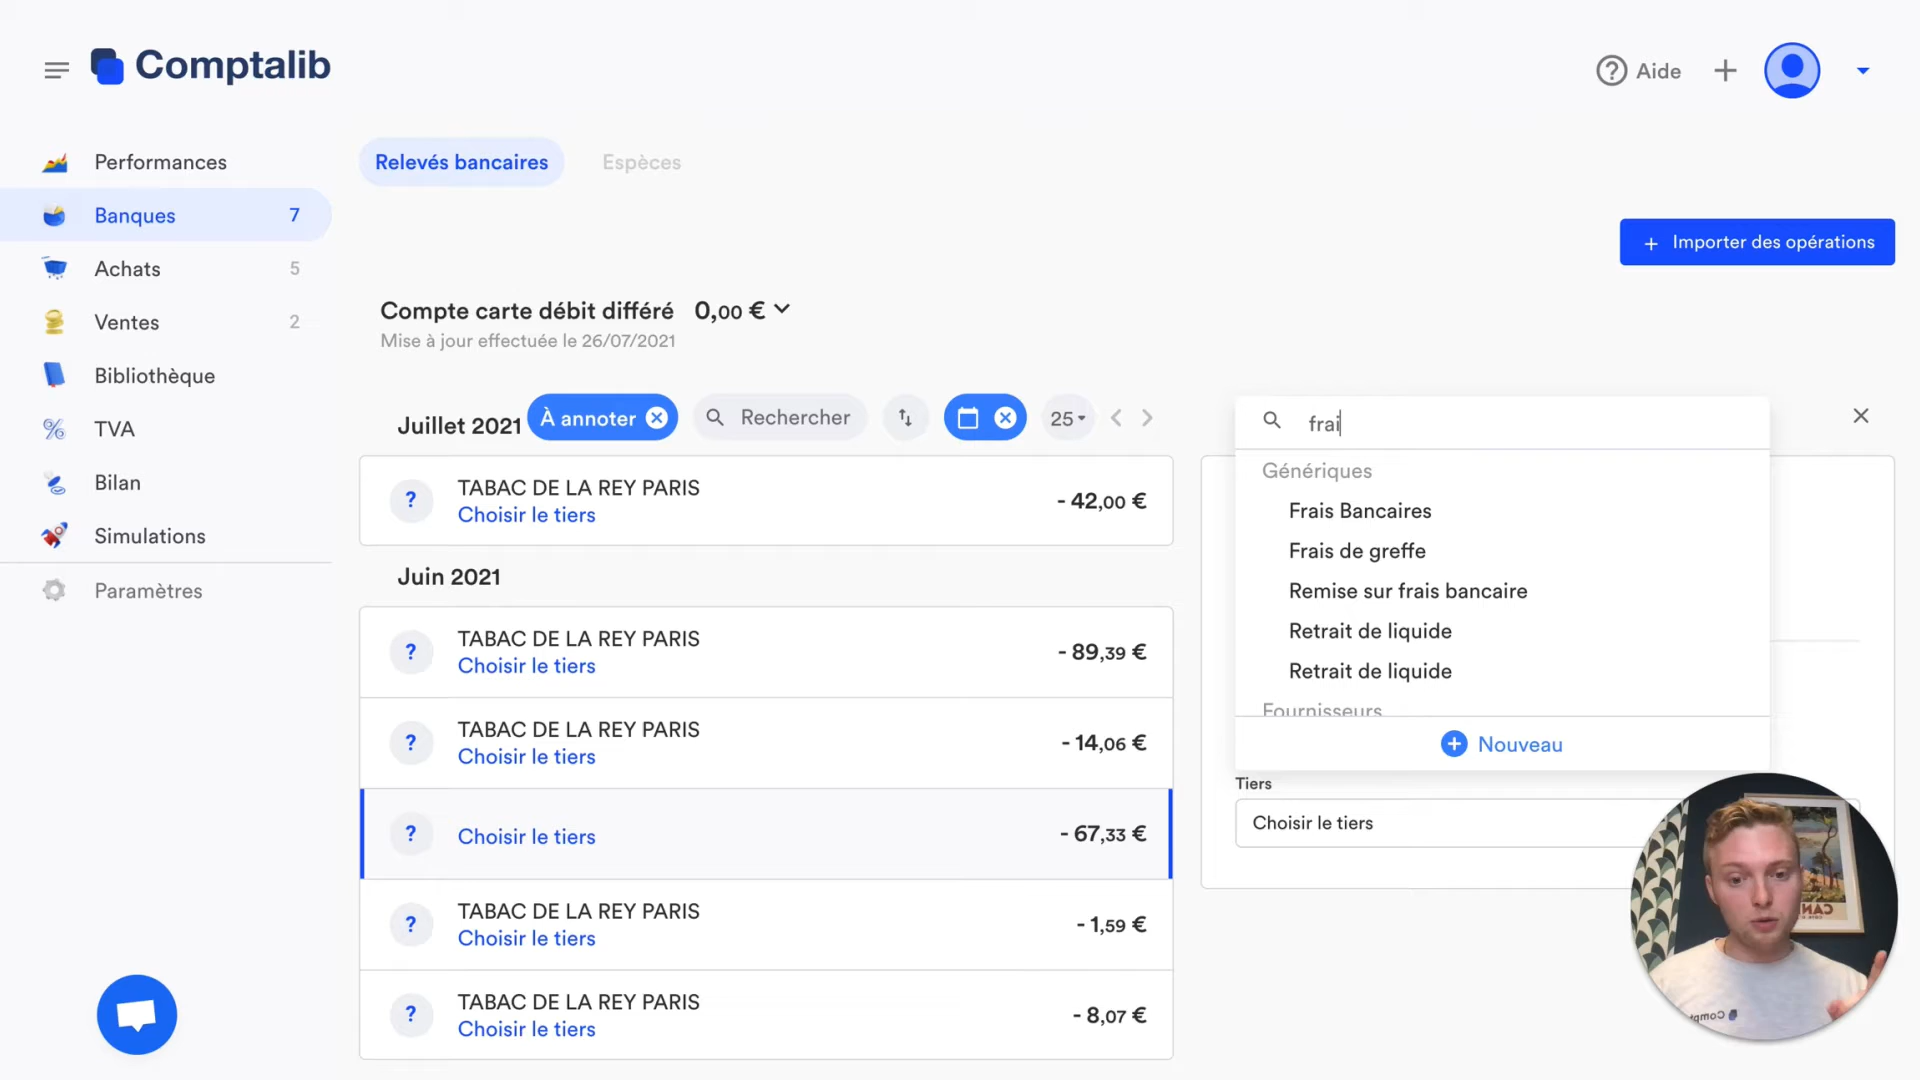 Comptalib
Aide
Performances
Banques 7
Achats 5
Ventes 2
Bibliothèque
TVA
Bilan
Simulations
Paramètres
Relevés bancaires
Espèces
+ Importer des opérations
Compte carte débit différé 0,00 €
Mise à jour effectuée le 26/07/2021
Juillet 2021
À annoter
Rechercher
25
? TABAC DE LA REY PARIS - 42,00 €
Choisir le tiers
Juin 2021
? TABAC DE LA REY PARIS - 89,39 €
Choisir le tiers
? TABAC DE LA REY PARIS - 14,06 €
Choisir le tiers
? Choisir le tiers - 67,33 €
? TABAC DE LA REY PARIS - 1,59 €
Choisir le tiers
? TABAC DE LA REY PARIS - 8,07 €
Choisir le tiers
frai
Génériques
Frais Bancaires
Frais de greffe
Remise sur frais bancaire
Retrait de liquide
Retrait de liquide
Fournisseurs
Nouveau
Tiers
Choisir le tiers